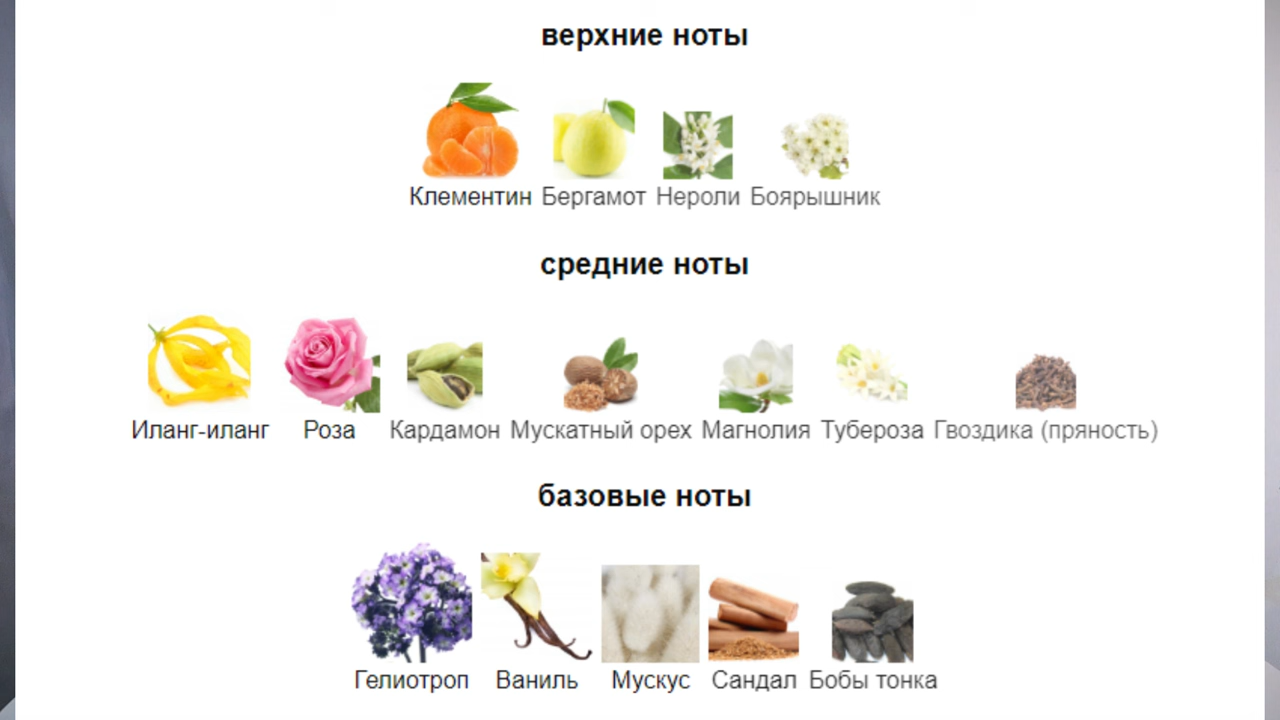 верхние ноты
Клементин Бергамот Нероли Боярышник
средние ноты
Иланг-иланг Роза Кардамон Мускатный орех Магнолия Тубероза Гвоздика (пряность)
базовые ноты
Гелиотроп Ваниль Мускус Сандал Бобы тонка